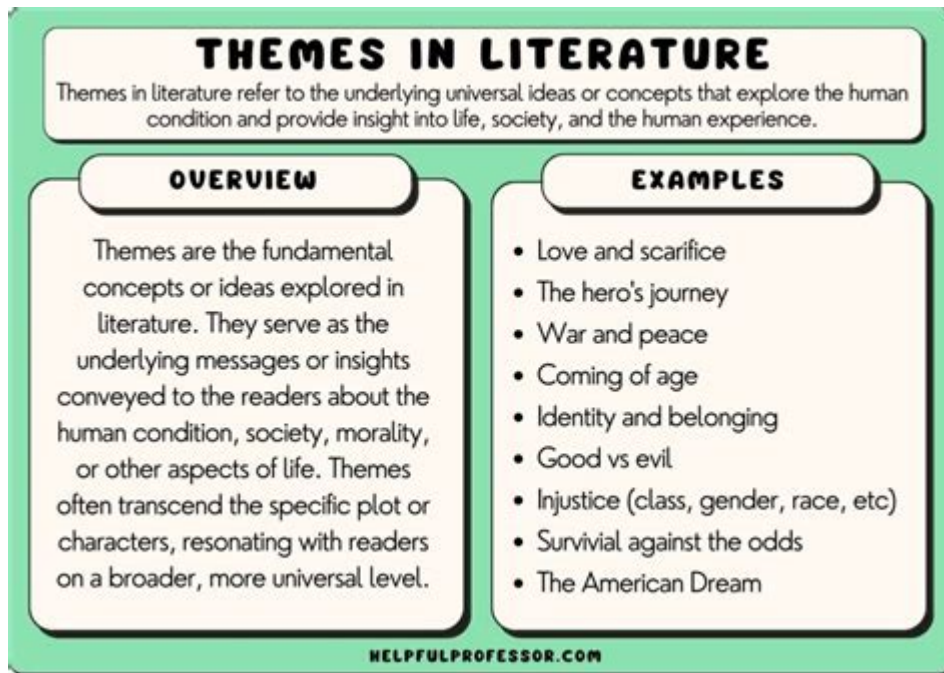 THEMES IN LITERATURE
Themes in literature refer to the underlying universal ideas or concepts that explore the human
condition and provide insight into life, society, and the human experience.
OVERVIEW
Themes are the fundamental
concepts or ideas explored in
literature. They serve as the
underlying messages or insights
conveyed to the readers about the
human condition, society, morality,
or other aspects of life. Themes
often transcend the specific plot or
characters, resonating with readers
on a broader, more universal level.
EXAMPLES
• Love and scarifice
• The hero's journey
• War and peace
• Coming of age
• Identity and belonging
• Good vs evil
• Injustice (class, gender, race, etc)
• Survivial against the odds
• The American Dream
HELPFULPROFESSOR.COM